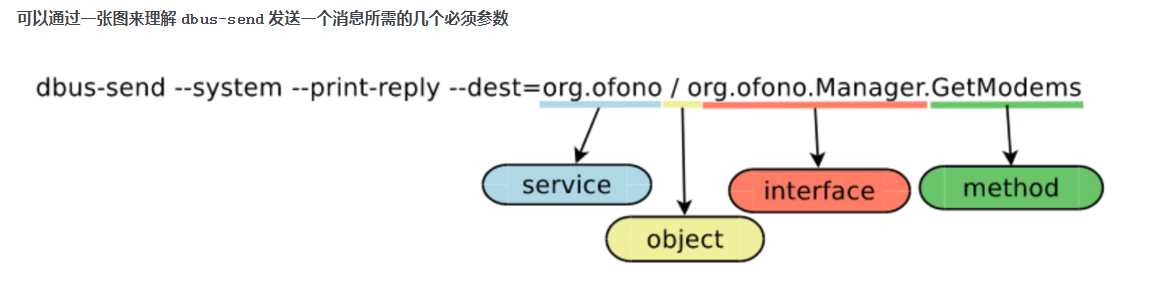 可以通过一张图来理解 dbus-send 发送一个消息所需的几个必须参数
dbus-send --system --print-reply --dest=org.ofono / org.ofono.Manager.GetModems
service
interface
method
object